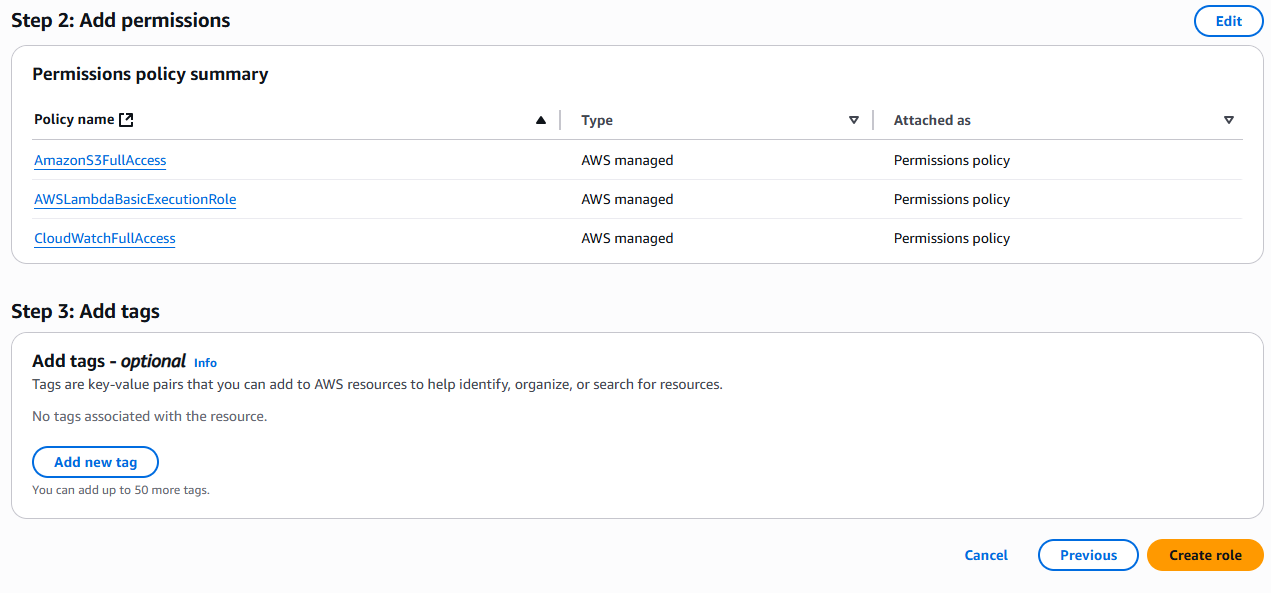 Step 2: Add permissions
Edit
Permissions policy summary
Policy name Type Attached as
AmazonS3FullAccess AWS managed Permissions policy
AWSLambdaBasicExecutionRole AWS managed Permissions policy
CloudWatchFullAccess AWS managed Permissions policy
Step 3: Add tags
Add tags - optional Info
Tags are key-value pairs that you can add to AWS resources to help identify, organize, or search for resources.
No tags associated with the resource.
Add new tag
You can add up to 50 more tags.
Cancel Previous Create role